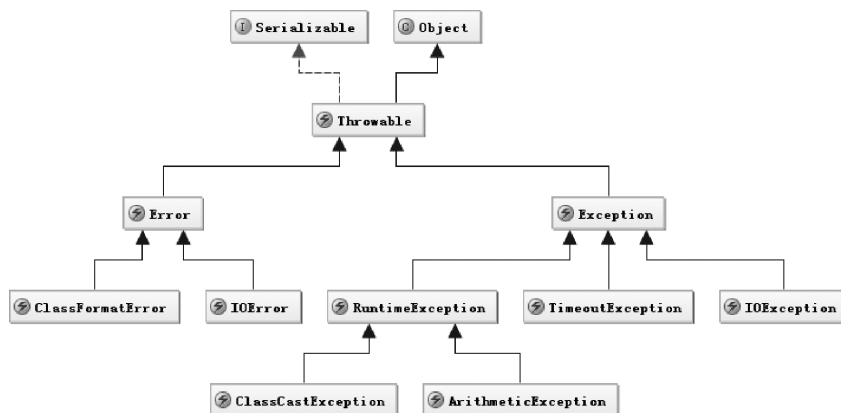 I Serializable
C Object
Throwable
Error
Exception
ClassFormatError
IOError
RuntimeException
TimeoutException
IOException
ClassCastException
ArithmeticException